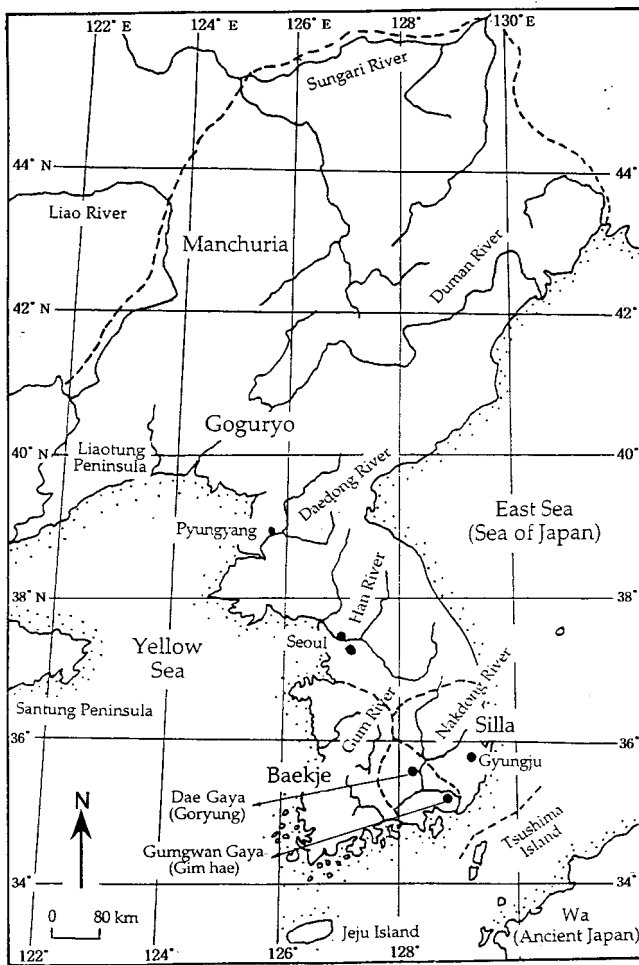 122° E
124° E
126° E
128° E
130° E
Sungari River
44° N
44° N
Liao River
Manchuria
Duman River
42° N
42° N
Goguryo
40° N
40° N
Liaotung
Peninsula
Daedong River
Pyungyang
East Sea
(Sea of Japan)
38° N
38° N
Han River
Seoul
Yellow
Sea
Santung Peninsula
Gum River
Nakdong River
Silla
36° N
36° N
Gyungju
Baekje
Dae Gaya
(Goryung)
Gumgwan Gaya
(Gim hae)
Tsushima
Island
N
34° N
34° N
0 80 km
Jeju Island
Wa
(Ancient Japan)
122° E
124° E
126° E
128° E